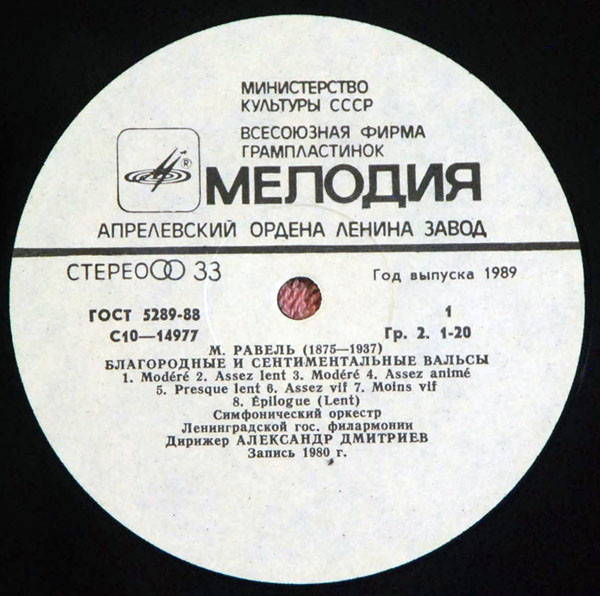 МИНИСТЕРСТВО
КУЛЬТУРЫ СССР
ВСЕСОЮЗНАЯ ФИРМА
ГРАМПЛАСТИНОК
®
МЕЛОДИЯ
АПРЕЛЕВСКИЙ ОРДЕНА ЛЕНИНА ЗАВОД
СТЕРЕО 33
Год выпуска 1989
ГОСТ 5289-88
1
С10—14977
Гр. 2. 1-20
М. РАВЕЛЬ (1875—1937)
БЛАГОРОДНЫЕ И СЕНТИМЕНТАЛЬНЫЕ ВАЛЬСЫ
1. Modéré 2. Assez lent 3. Modéré 4. Assez animé
5. Presque lent 6. Assez vif 7. Moins vif
8. Épilogue (Lent)
Симфонический оркестр
Ленинградской гос. филармонии
Дирижер АЛЕКСАНДР ДМИТРИЕВ
Запись 1980 г.